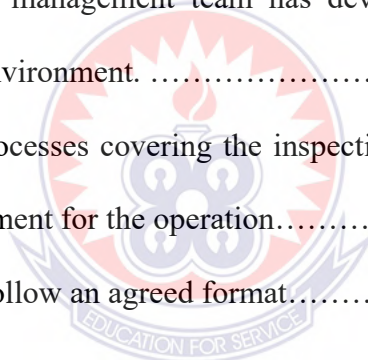 management team has dev
vironment. ……………………
ocesses covering the inspecti
ment for the operation………
ollow an agreed format………
EDUCATION FOR SERVICE